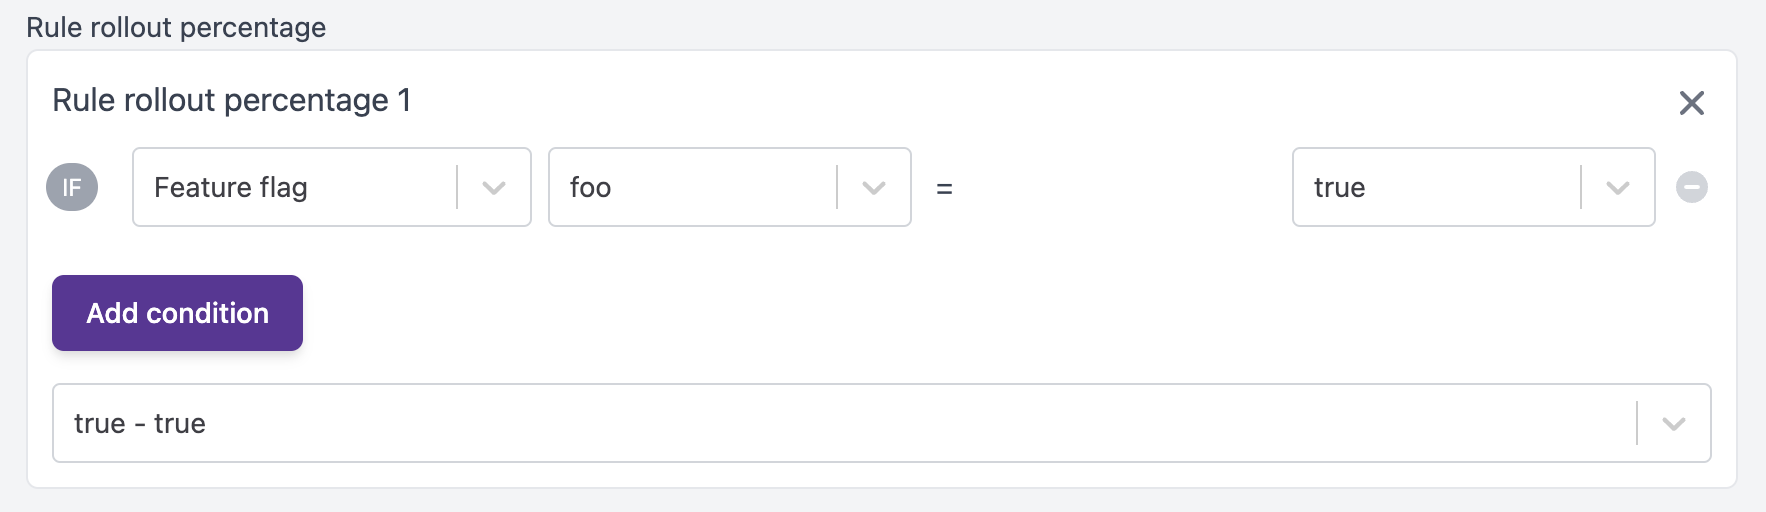 Rule rollout percentage
Rule rollout percentage 1
IF Feature flag foo = true
Add condition
true - true